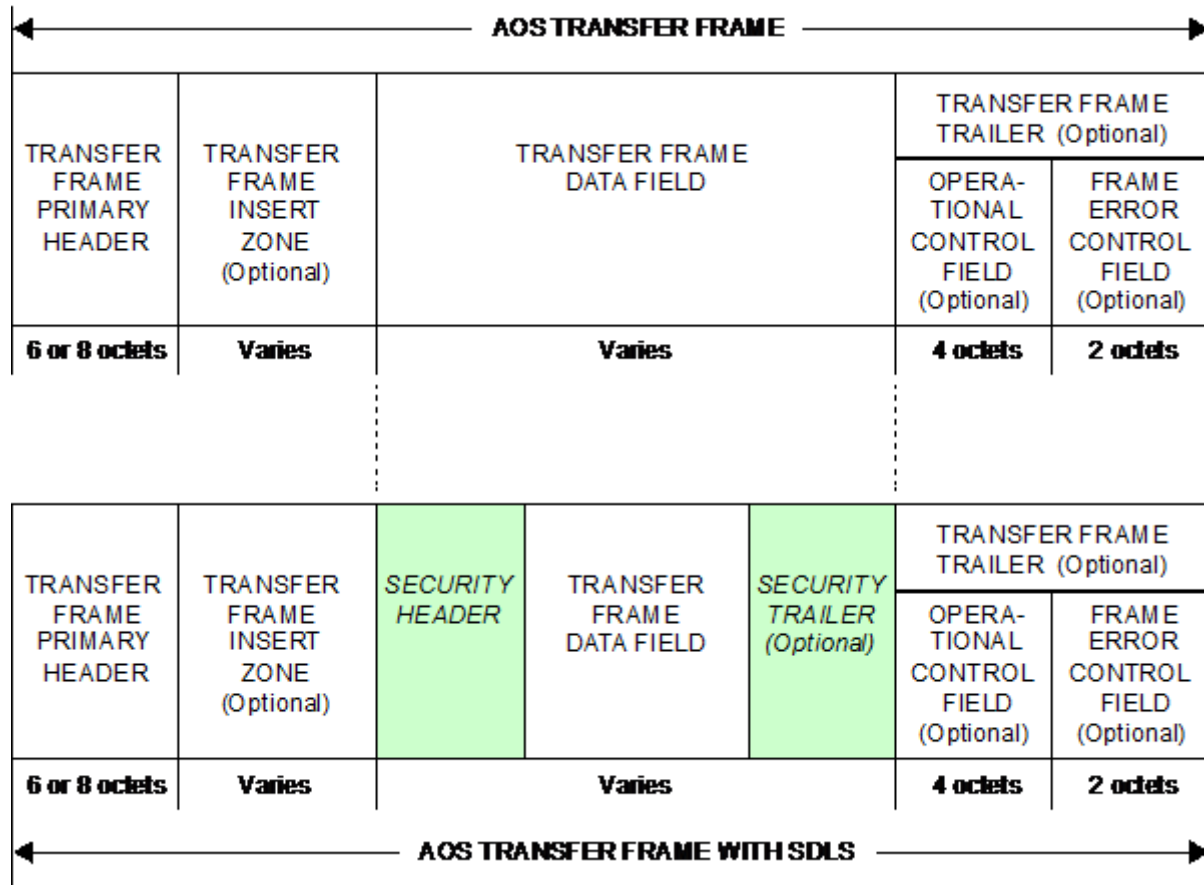 AOS TRANSFER FRAME
TRANSFER
FRAME
PRIMARY
HEADER
TRANSFER
FRAME
INSERT
ZONE
(Optional)
TRANSFER FRAME
DATA FIELD
TRANSFER FRAME
TRAILER (Optional)
OPERA-
TIONAL
CONTROL
FIELD
(Optional)
FRAME
ERROR
CONTROL
FIELD
(Optional)
6 or 8 octets
Varies
Varies
4 octets
2 octets
TRANSFER
FRAME
PRIMARY
HEADER
TRANSFER
FRAME
INSERT
ZONE
(Optional)
SECURITY
HEADER
TRANSFER
FRAME
DATA FIELD
SECURITY
TRAILER
(Optional)
TRANSFER FRAME
TRAILER (Optional)
OPERA-
TIONAL
CONTROL
FIELD
(Optional)
FRAME
ERROR
CONTROL
FIELD
(Optional)
6 or 8 octets
Varies
Varies
4 octets
2 octets
AOS TRANSFER FRAME WITH SDLS